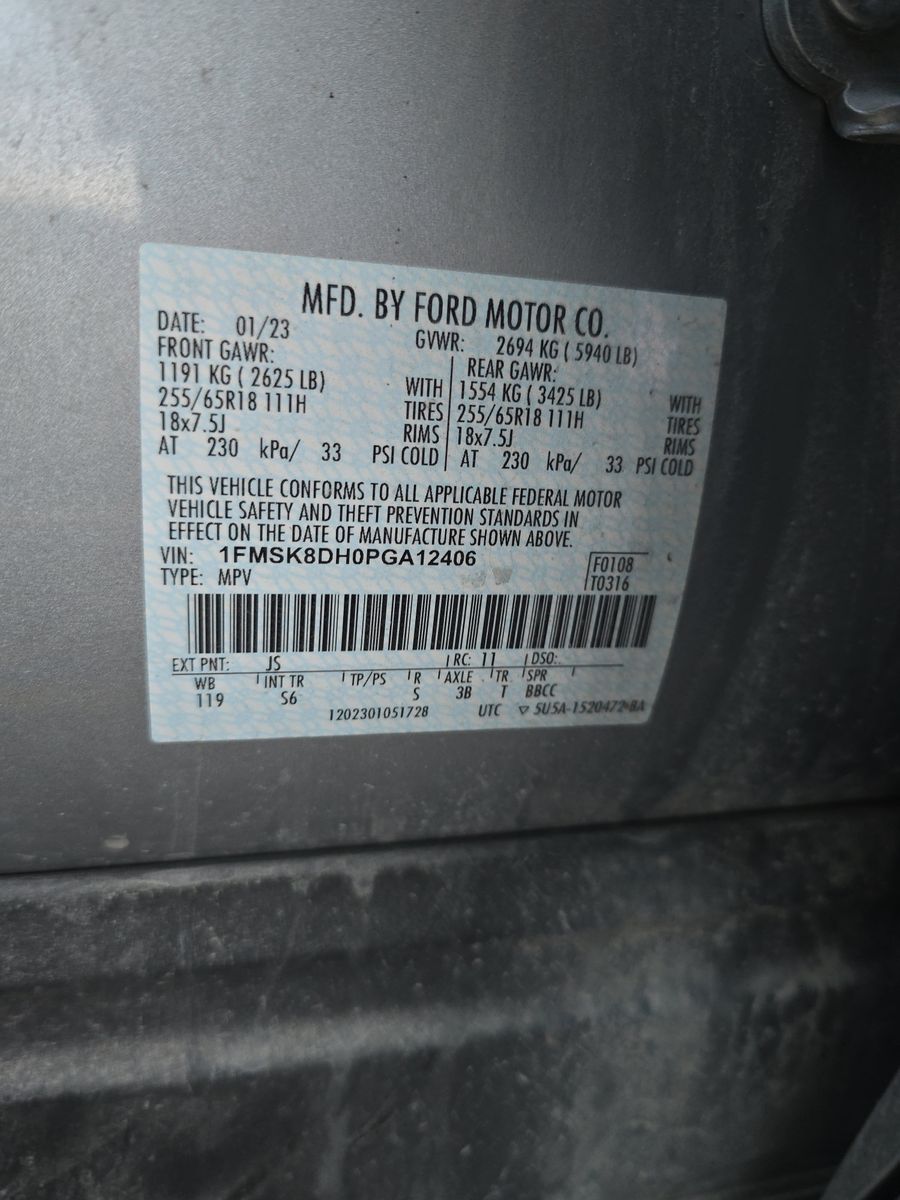 MFD. BY FORD MOTOR CO.
DATE: 01/23 GVWR: 2694 KG ( 5940 LB)
FRONT GAWR: REAR GAWR:
1191 KG ( 2625 LB) WITH 1554 KG ( 3425 LB) WITH
255/65R18 111H TIRES 255/65R18 111H TIRES
18x7.5J RIMS 18x7.5J RIMS
AT 230 kPa/ 33 PSI COLD AT 230 kPa/ 33 PSI COLD
THIS VEHICLE CONFORMS TO ALL APPLICABLE FEDERAL MOTOR
VEHICLE SAFETY AND THEFT PREVENTION STANDARDS IN
EFFECT ON THE DATE OF MANUFACTURE SHOWN ABOVE.
VIN: 1FMSK8DH0PGA12406 F0108
TYPE: MPV T0316
EXT PNT: JS RC: 11 DSO:
WB INT TR TP/PS R AXLE TR SPR
119 S6 S 3B T BBCC
1202301051728 UTC ▽ 5U5A-1520472-BA